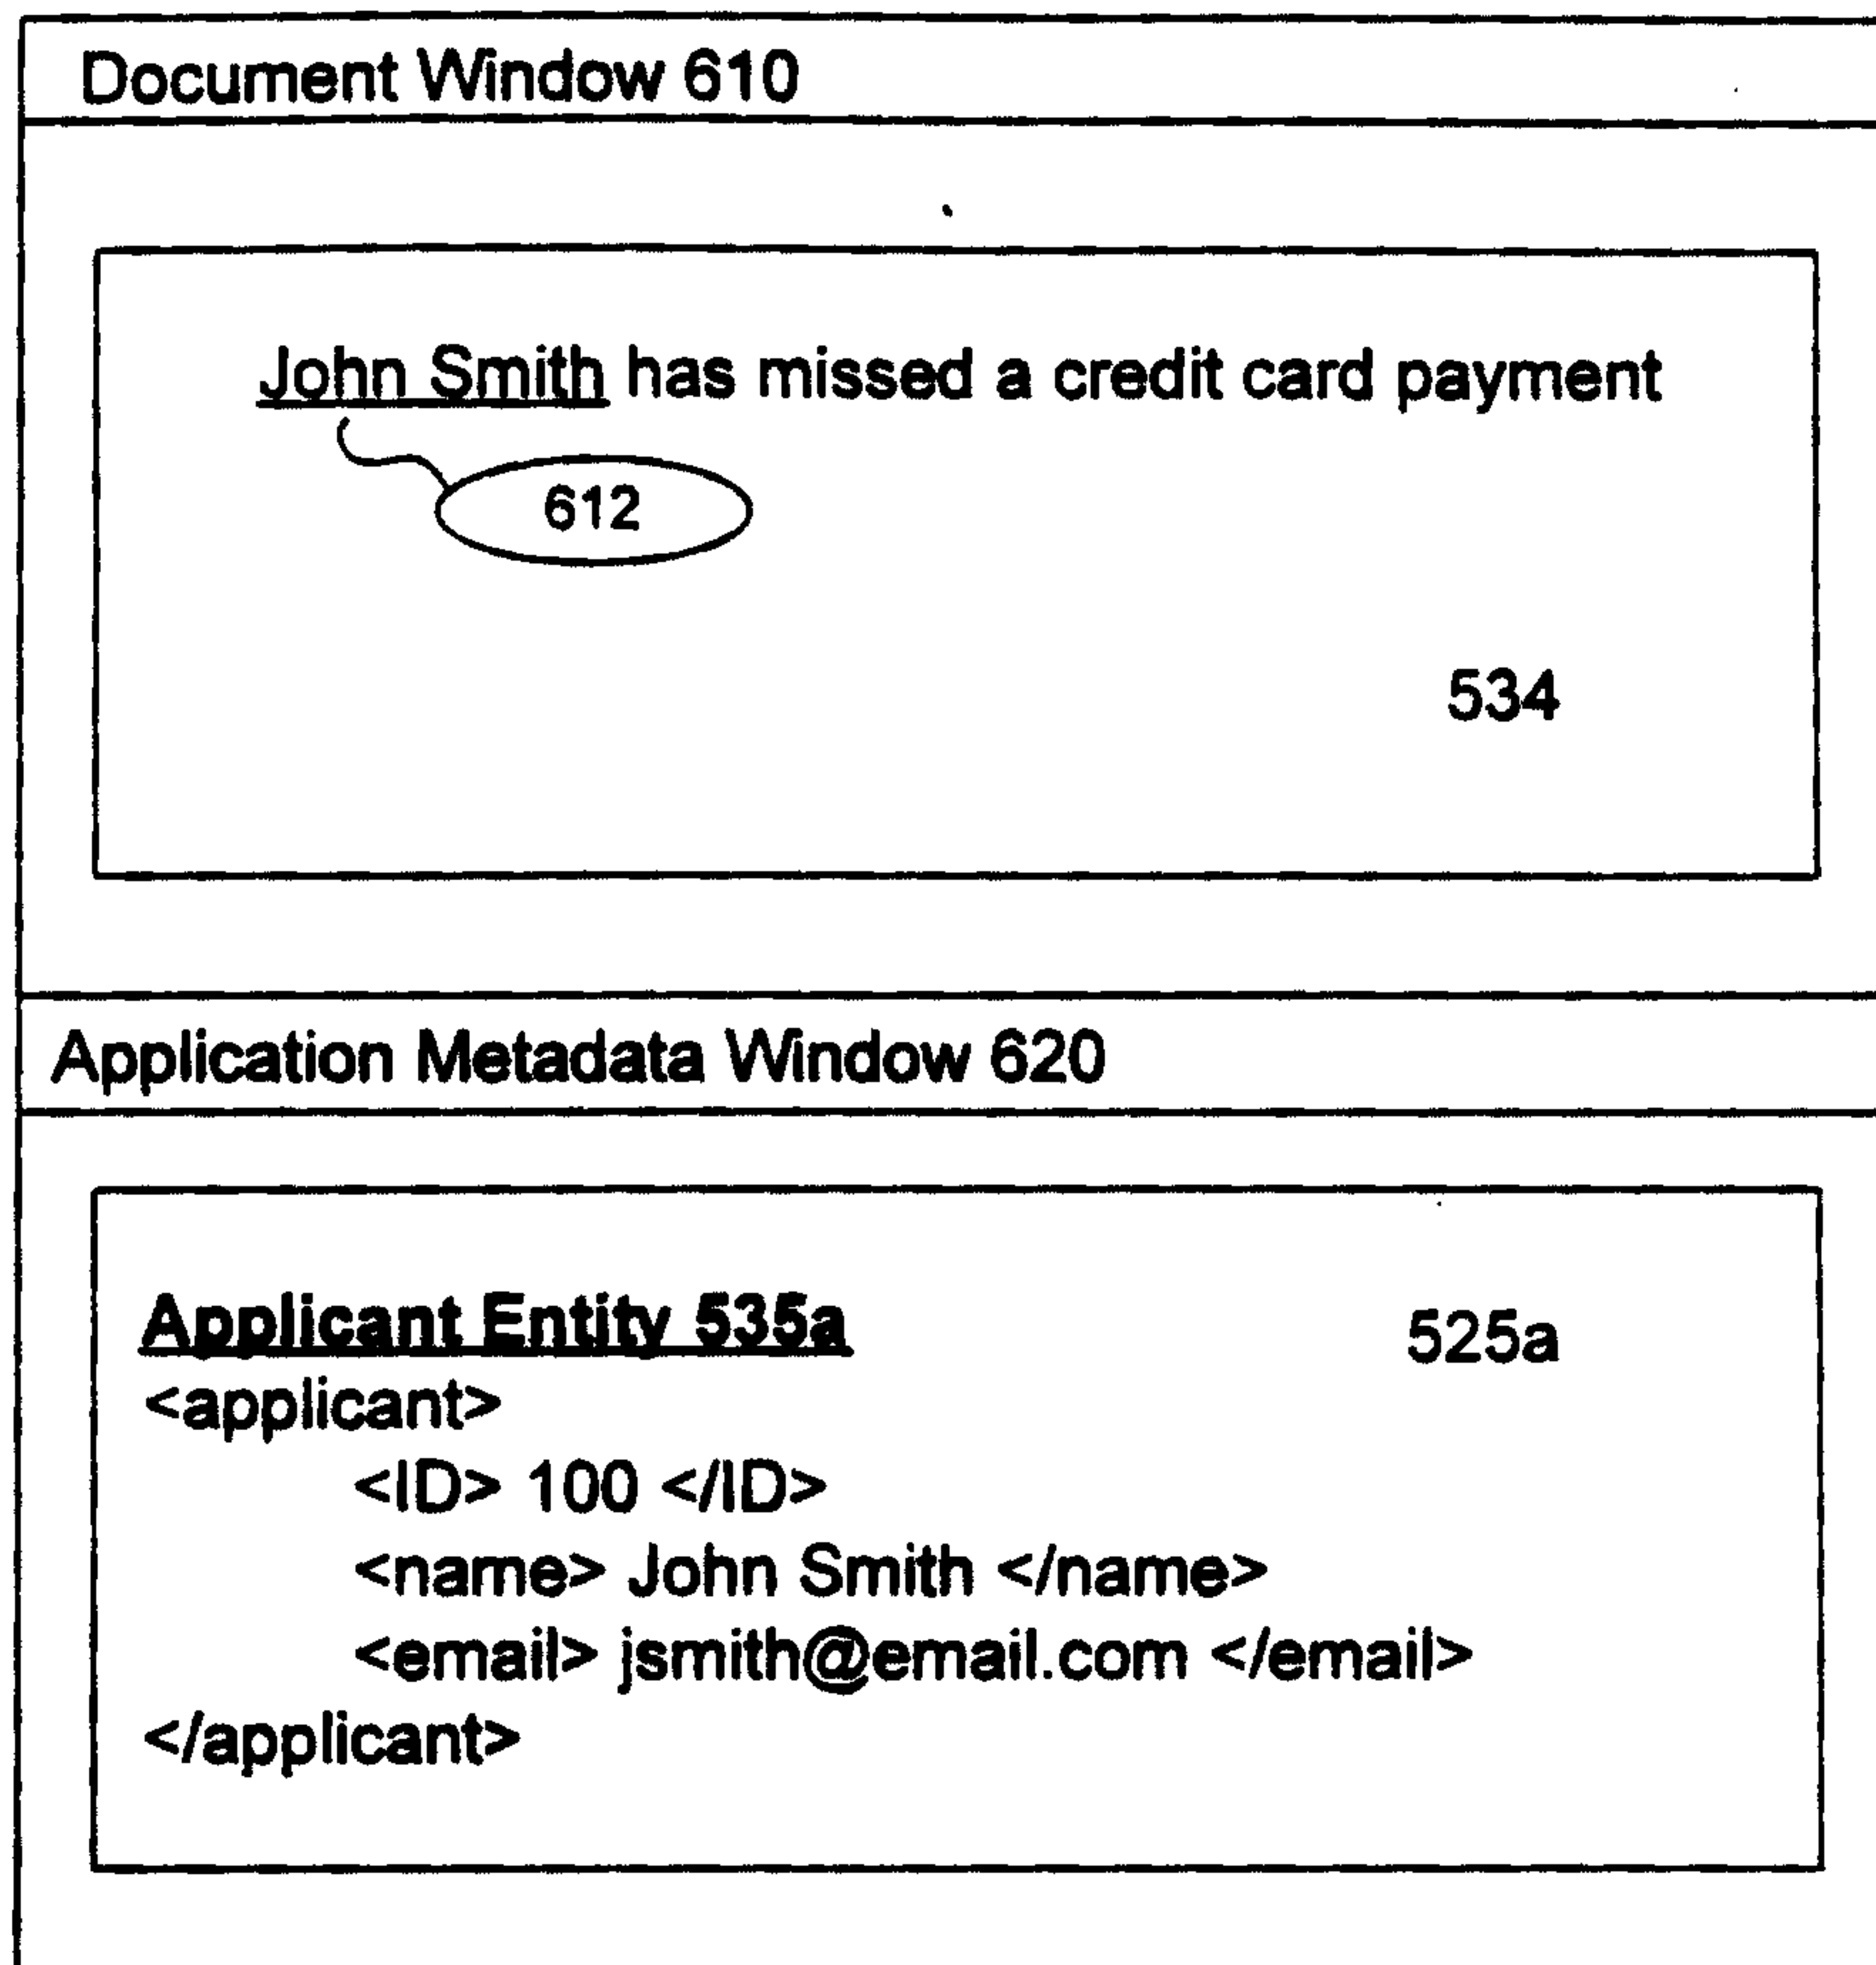 Document Window 610
John Smith has missed a credit card payment
612
534
Application Metadata Window 620
Applicant Entity 535a
525a
<applicant>
<ID> 100 </ID>
<name> John Smith </name>
<email> jsmith@email.com </email>
</applicant>